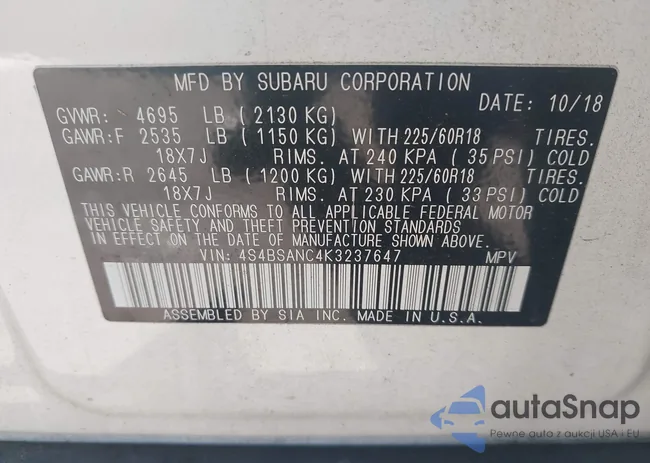 MFD BY SUBARU CORPORATION
DATE: 10/18
GVWR: 4695 LB (2130 KG)
GAWR:F 2535 LB (1150 KG) WITH 225/60R18 TIRES.
18X7J RIMS. AT 240 KPA (35 PSI) COLD
GAWR:R 2645 LB (1200 KG) WITH 225/60R18 TIRES.
18X7J RIMS. AT 230 KPA (33 PSI) COLD
THIS VEHICLE CONFORMS TO ALL APPLICABLE FEDERAL MOTOR
VEHICLE SAFETY AND THEFT PREVENTION STANDARDS
IN EFFECT ON THE DATE OF MANUFACTURE SHOWN ABOVE.
VIN: 4S4BSANC4K3237647 MPV
ASSEMBLED BY SIA INC. MADE IN U.S.A.
autoSnap
Pewne auto z aukcji USA i EU